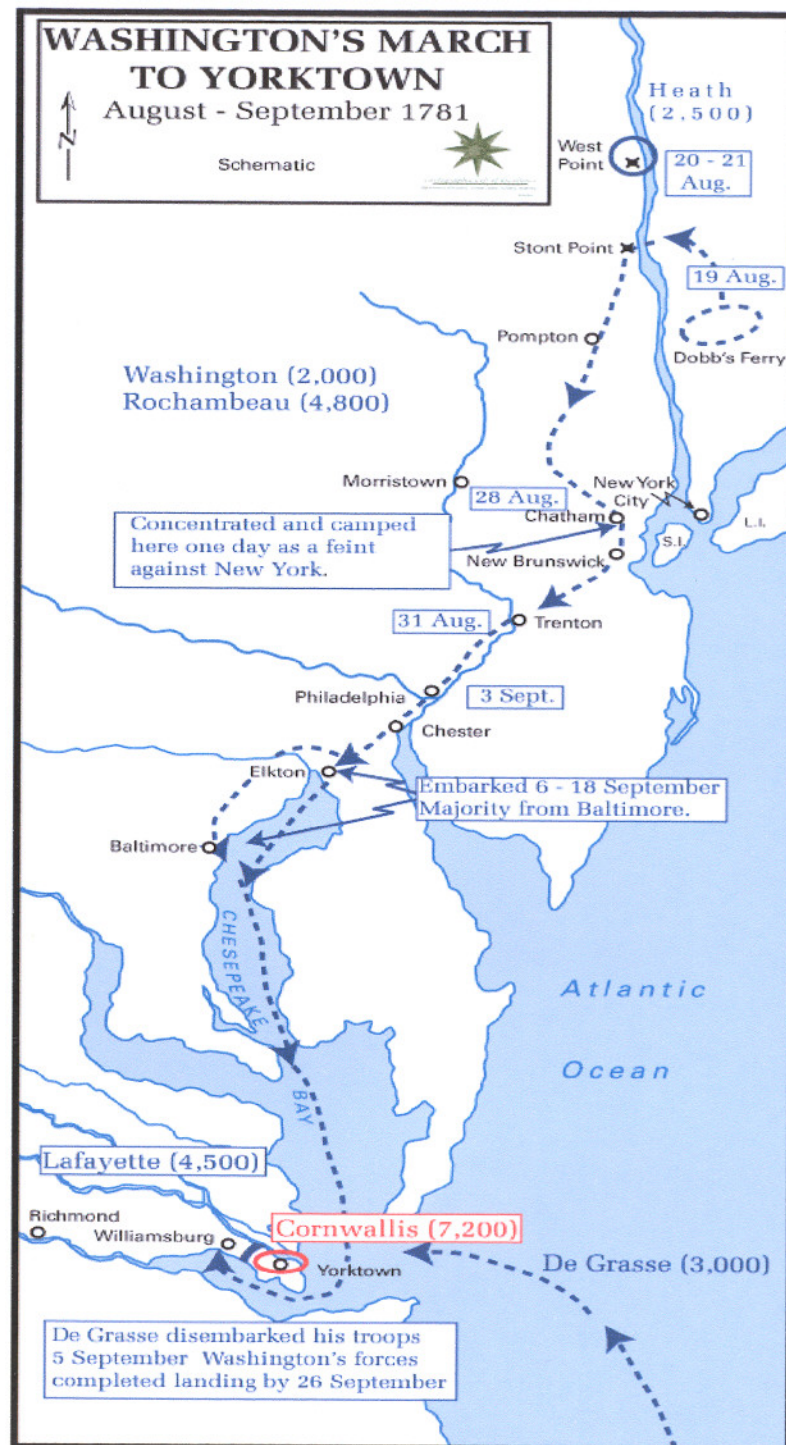 WASHINGTON'S MARCH
TO YORKTOWN
August - September 1781
N
Schematic
Heath
(2,500)
West
Point
20 - 21
Aug.
Stont Point
19 Aug.
Pompton
Dobb's Ferry
Washington (2,000)
Rochambeau (4,800)
Morristown
28 Aug.
New York
City
Chatham
L.I.
S.I.
Concentrated and camped
here one day as a feint
against New York.
New Brunswick
31 Aug.
Trenton
Philadelphia
3 Sept.
Chester
Elkton
Embarked 6 - 18 September
Majority from Baltimore.
Baltimore
CHESEPEAKE
BAY
Atlantic
Ocean
Lafayette (4,500)
Richmond
Williamsburg
Cornwallis (7,200)
Yorktown
De Grasse (3,000)
De Grasse disembarked his troops
5 September Washington's forces
completed landing by 26 September